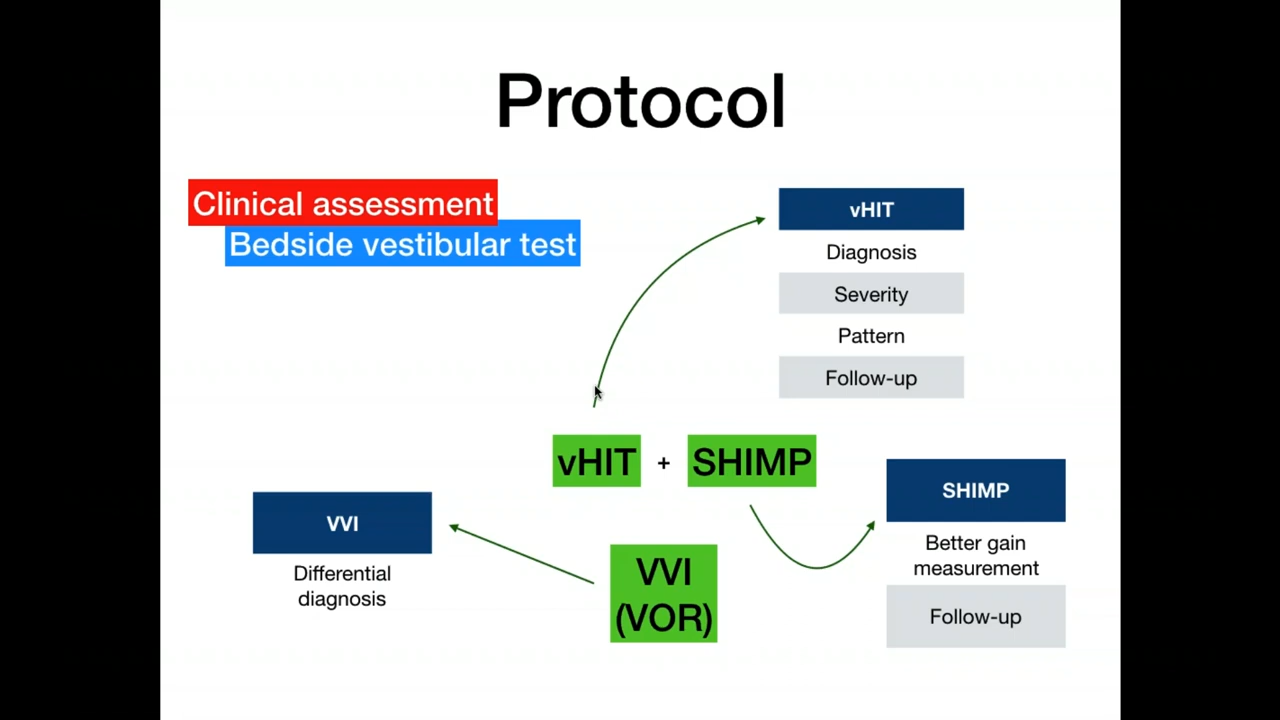 Protocol
Clinical assessment
Bedside vestibular test
vHIT
Diagnosis
Severity
Pattern
Follow-up
vHIT + SHIMP
SHIMP
Better gain
measurement
Follow-up
VVI
Differential
diagnosis
VVI
(VOR)